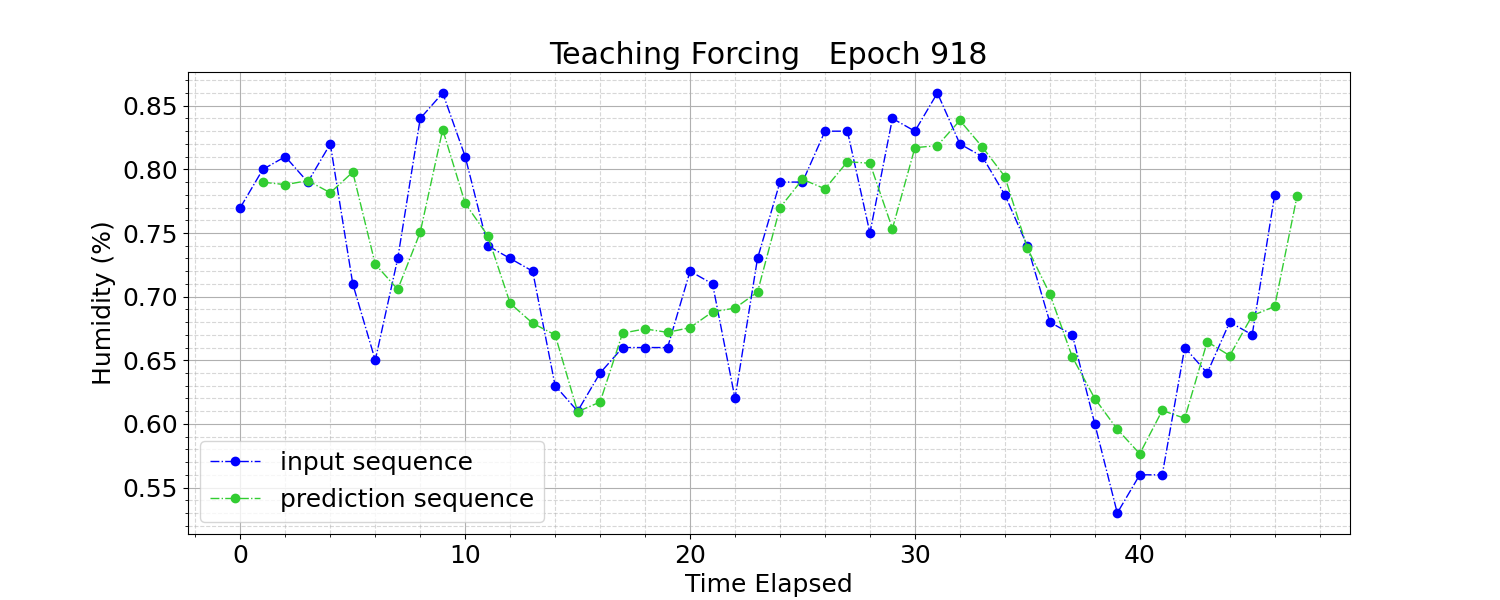 Teaching Forcing   Epoch 918
0.85
0.80
0.75
0.70
0.65
0.60
0.55
Humidity (%)
input sequence
prediction sequence
0 10 20 30 40
Time Elapsed